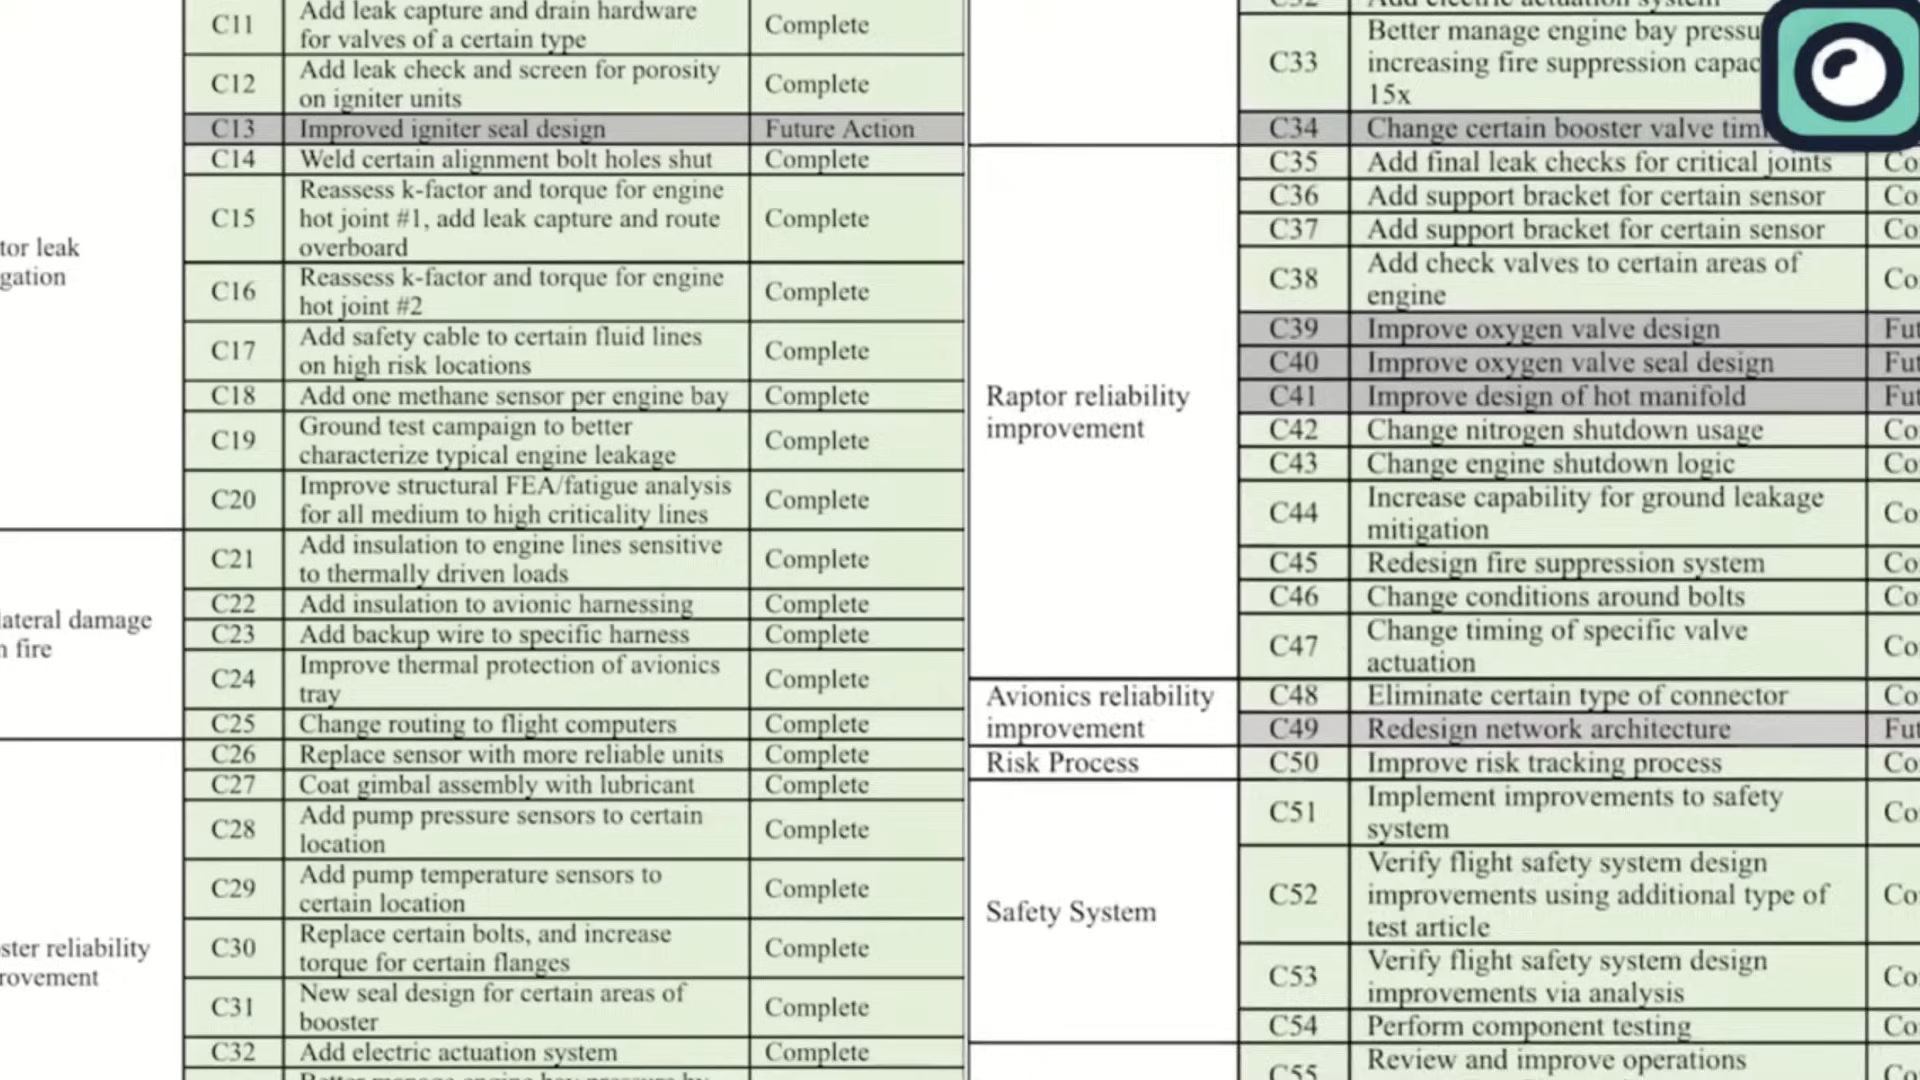 C11
Add leak capture and drain hardware
for valves of a certain type
Complete
C12
Add leak check and screen for porosity
on igniter units
Complete
C13
Improved igniter seal design
Future Action
C14
Weld certain alignment bolt holes shut
Complete
tor leak
gation
C15
Reassess k-factor and torque for engine
hot joint #1, add leak capture and route
overboard
Complete
C16
Reassess k-factor and torque for engine
hot joint #2
Complete
C17
Add safety cable to certain fluid lines
on high risk locations
Complete
C18
Add one methane sensor per engine bay
Complete
C19
Ground test campaign to better
characterize typical engine leakage
Complete
C20
Improve structural FEA/fatigue analysis
for all medium to high criticality lines
Complete
lateral damage
n fire
C21
Add insulation to engine lines sensitive
to thermally driven loads
Complete
C22
Add insulation to avionic harnessing
Complete
C23
Add backup wire to specific harness
Complete
C24
Improve thermal protection of avionics
tray
Complete
C25
Change routing to flight computers
Complete
ster reliability
rovement
C26
Replace sensor with more reliable units
Complete
C27
Coat gimbal assembly with lubricant
Complete
C28
Add pump pressure sensors to certain
location
Complete
C29
Add pump temperature sensors to
certain location
Complete
C30
Replace certain bolts, and increase
torque for certain flanges
Complete
C31
New seal design for certain areas of
booster
Complete
C32
Add electric actuation system
Complete
Better manage engine bay pressure by
C32
Add electric actuation system
C33
Better manage engine bay pressu
increasing fire suppression capac
15x
C34
Change certain booster valve tim
Raptor reliability
improvement
C35
Add final leak checks for critical joints
Co
C36
Add support bracket for certain sensor
Co
C37
Add support bracket for certain sensor
Co
C38
Add check valves to certain areas of
engine
Co
C39
Improve oxygen valve design
Fut
C40
Improve oxygen valve seal design
Fut
C41
Improve design of hot manifold
Fut
C42
Change nitrogen shutdown usage
Co
C43
Change engine shutdown logic
Co
C44
Increase capability for ground leakage
mitigation
Co
C45
Redesign fire suppression system
Co
C46
Change conditions around bolts
Co
C47
Change timing of specific valve
actuation
Co
Avionics reliability
improvement
C48
Eliminate certain type of connector
Co
C49
Redesign network architecture
Fut
Risk Process
C50
Improve risk tracking process
Co
Safety System
C51
Implement improvements to safety
system
Co
C52
Verify flight safety system design
improvements using additional type of
test article
Co
C53
Verify flight safety system design
improvements via analysis
Co
C54
Perform component testing
Co
C55
Review and improve operations
Co